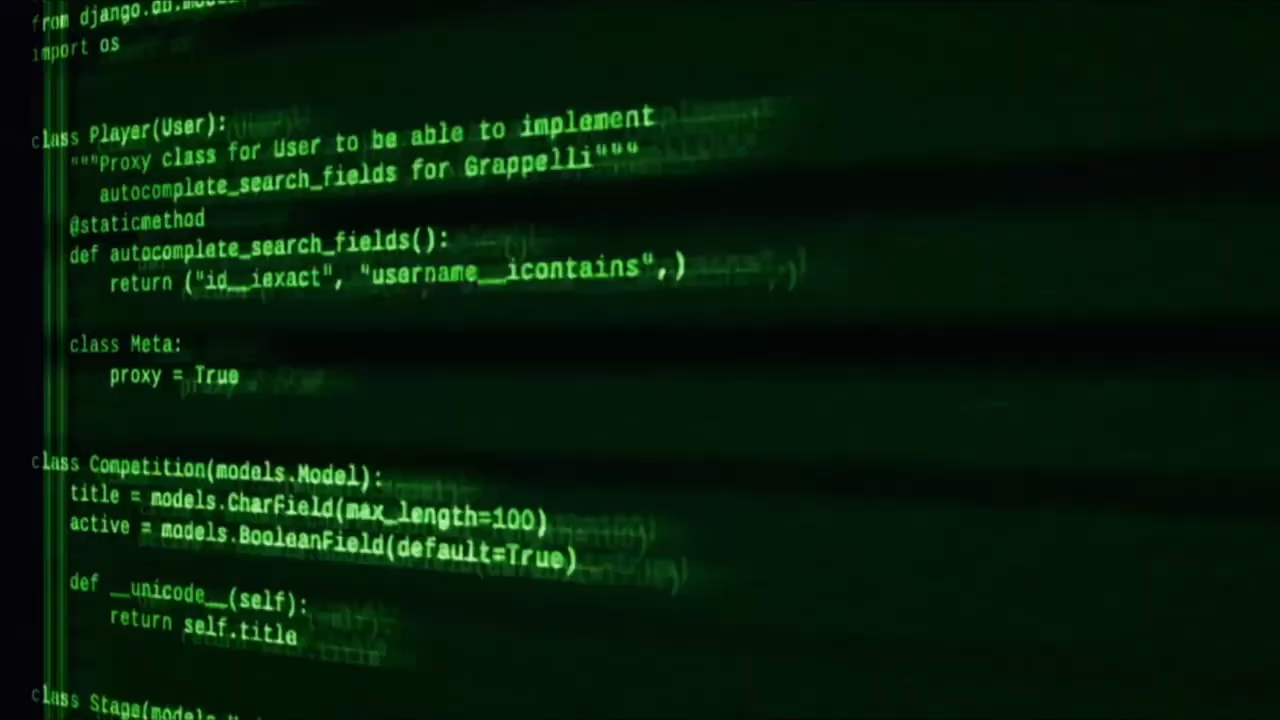 from django.db.
import os
class Player(User):
"""Proxy class for User to be able to implement
autocomplete_search_fields for Grappelli"""
@staticmethod
def autocomplete_search_fields():
return ("id__iexact", "username__icontains",)
class Meta:
proxy = True
class Competition(models.Model):
title = models.CharField(max_length=100)
active = models.BooleanField(default=True)
def __unicode__(self):
return self.title
class Stage(models.